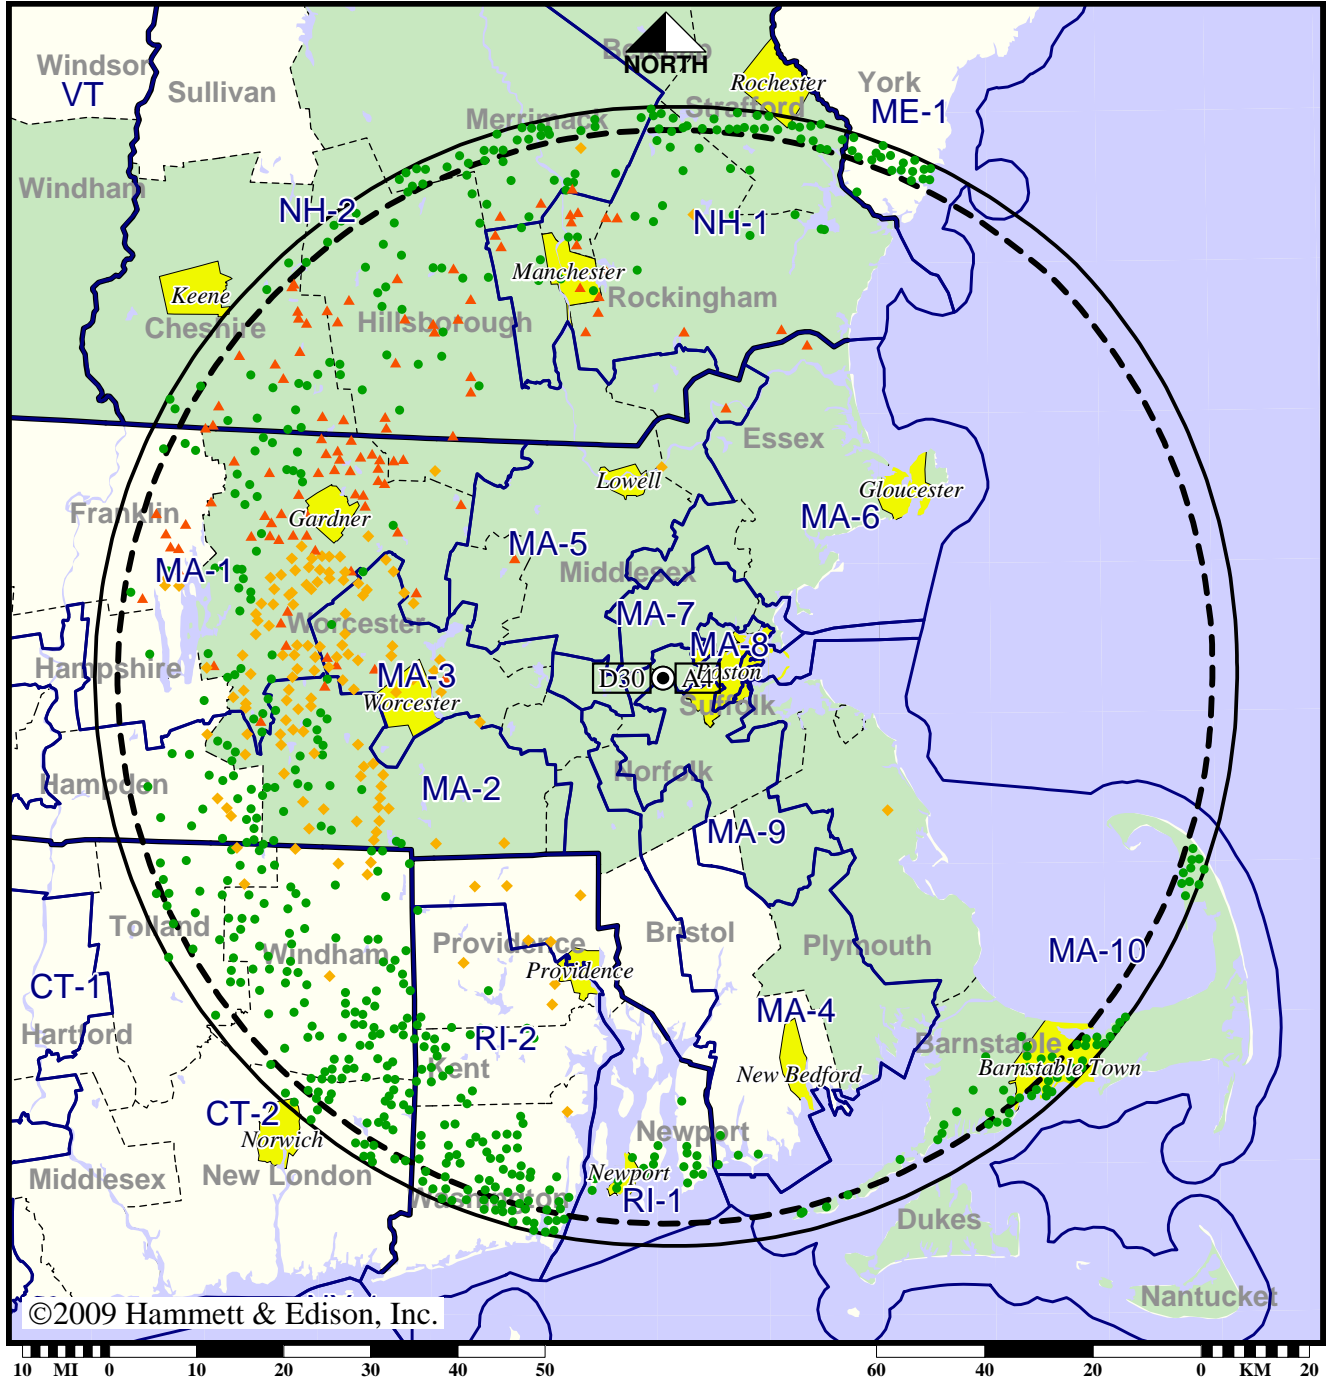 NORTH
Windsor
VT
Sullivan
Rochester
York
ME-1
Merrimack
Strafford
Windham
NH-2
NH-1
Manchester
Keene
Cheshire
Hillsborough
Rockingham
Essex
Lowell
Gloucester
Franklin
Gardner
MA-6
MA-5
MA-1
Middlesex
MA-7
Worcester
MA-8
Hampshire
MA-3
D30
A4
Boston
Worcester
Suffolk
Norfolk
Hampden
MA-2
MA-9
Tolland
Windham
Providence
Bristol
Plymouth
MA-10
Providence
CT-1
MA-4
Hartford
RI-2
Barnstable
Kent
New Bedford
Barnstable Town
CT-2
Norwich
Newport
Middlesex
New London
Newport
Washington
RI-1
Dukes
Nantucket
©2009 Hammett & Edison, Inc.
10 MI 0 10 20 30 40 50 60 40 20 0 KM 20